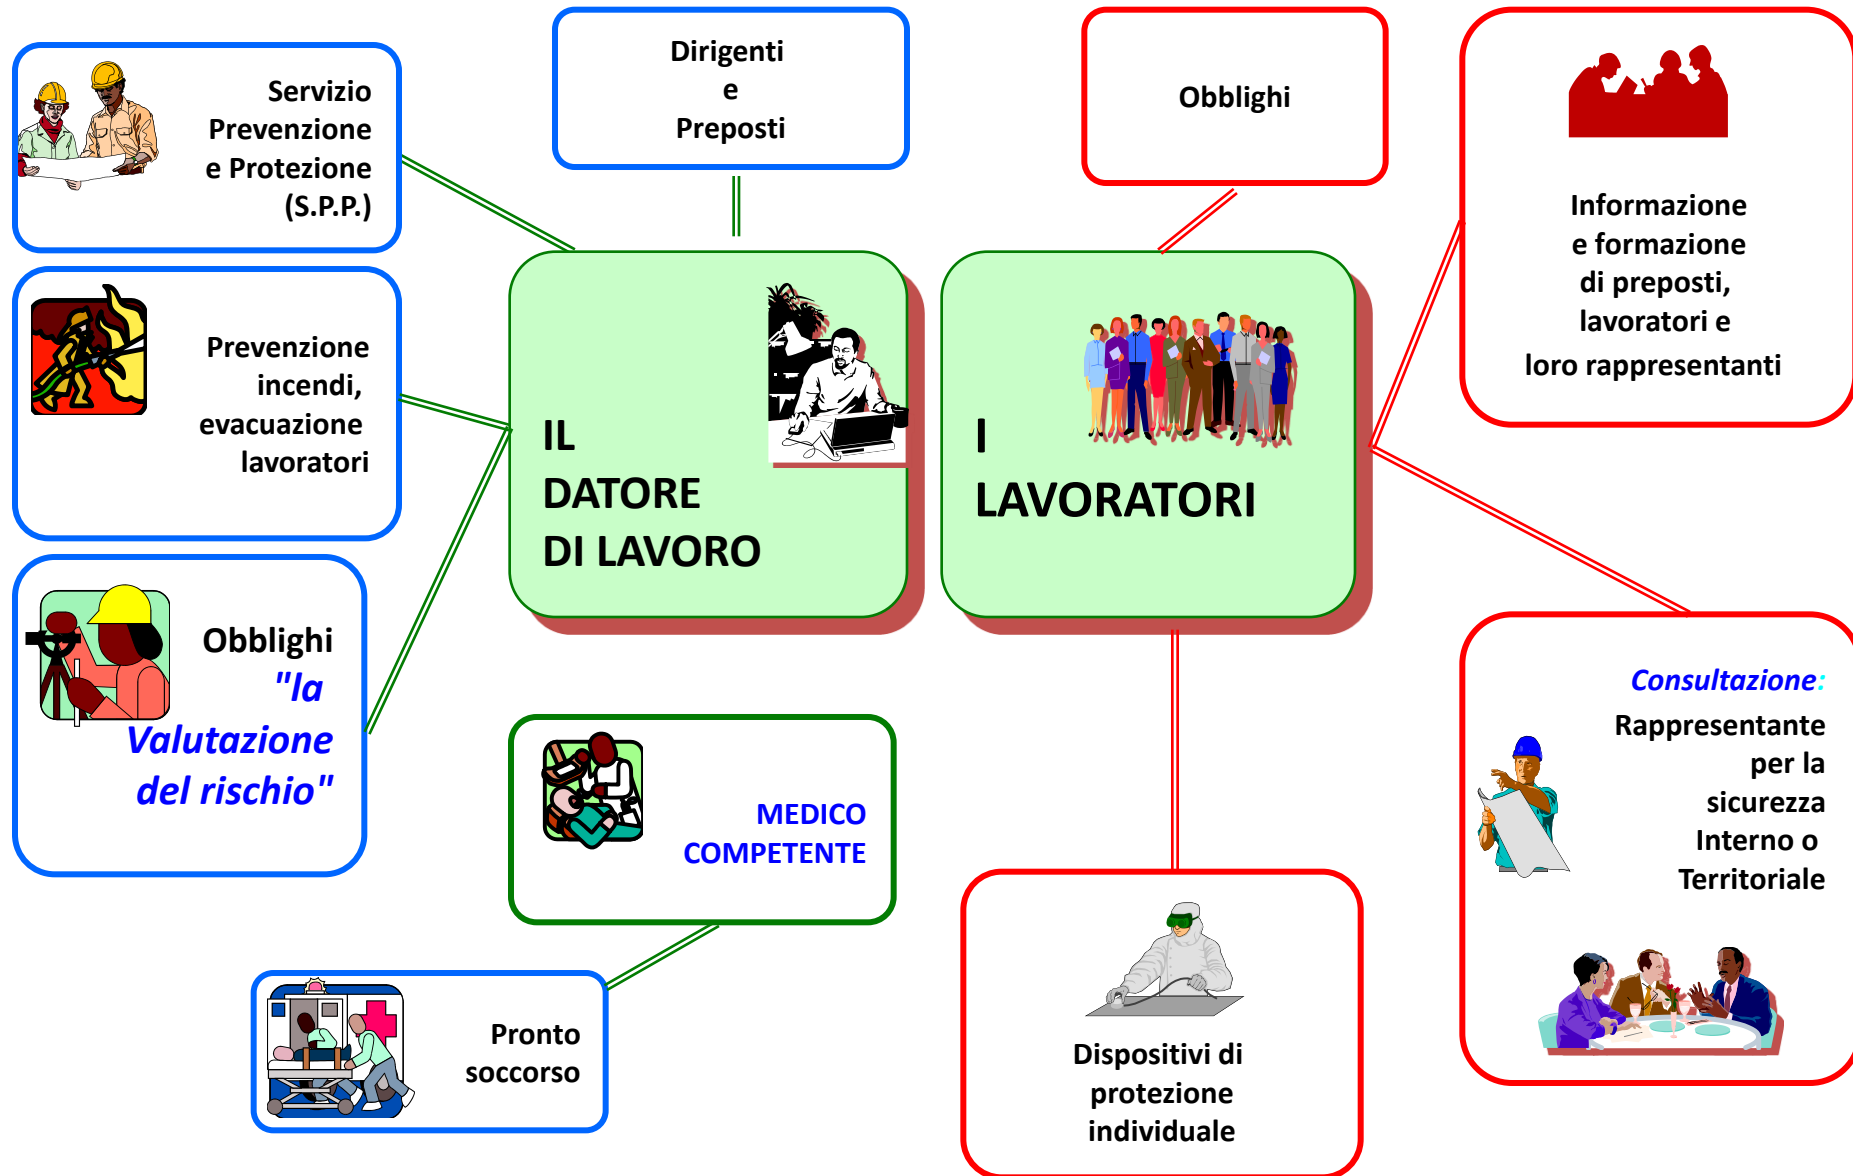 Servizio
Prevenzione
e Protezione
(S.P.P.)
Dirigenti
e
Preposti
Obblighi
Informazione
e formazione
di preposti,
lavoratori e
loro rappresentanti
Prevenzione
incendi,
evacuazione
lavoratori
IL
DATORE
DI LAVORO
I
LAVORATORI
Obblighi
"la
Valutazione
del rischio"
MEDICO
COMPETENTE
Consultazione:
Rappresentante
per la
sicurezza
Interno o
Territoriale
Pronto
soccorso
Dispositivi di
protezione
individuale